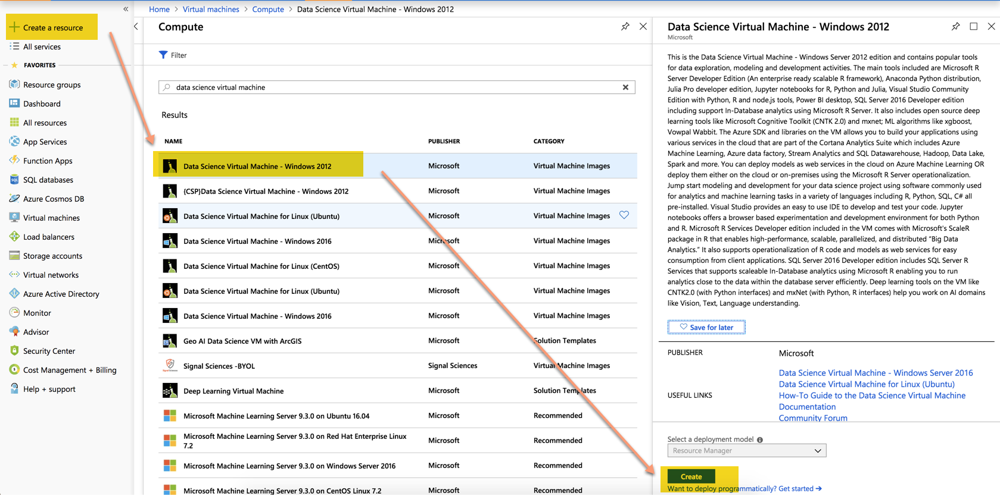 Home > Virtual machines > Compute > Data Science Virtual Machine - Windows 2012
Create a resource
All services
FAVORITES
Resource groups
Dashboard
All resources
App Services
Function Apps
SQL databases
Azure Cosmos DB
Virtual machines
Load balancers
Storage accounts
Virtual networks
Azure Active Directory
Monitor
Advisor
Security Center
Cost Management + Billing
Help + support
Compute
Filter
data science virtual machine
Results
NAME PUBLISHER CATEGORY
Data Science Virtual Machine - Windows 2012 Microsoft Virtual Machine Images
{CSP}Data Science Virtual Machine - Windows 2012 Microsoft Virtual Machine Images
Data Science Virtual Machine for Linux (Ubuntu) Microsoft Virtual Machine Images
Data Science Virtual Machine - Windows 2016 Microsoft Virtual Machine Images
Data Science Virtual Machine for Linux (CentOS) Microsoft Virtual Machine Images
Data Science Virtual Machine for Linux (Ubuntu) Microsoft Virtual Machine Images
Data Science Virtual Machine - Windows 2016 Microsoft Virtual Machine Images
Geo AI Data Science VM with ArcGIS Microsoft Solution Templates
Signal Sciences -BYOL Signal Sciences Virtual Machine Images
Deep Learning Virtual Machine Microsoft Solution Templates
Microsoft Machine Learning Server 9.3.0 on Ubuntu 16.04 Microsoft Recommended
Microsoft Machine Learning Server 9.3.0 on Red Hat Enterprise Linux
7.2 Microsoft Recommended
Microsoft Machine Learning Server 9.3.0 on Windows Server 2016 Microsoft Recommended
Microsoft Machine Learning Server 9.3.0 on CentOS Linux 7.2 Microsoft Recommended
Data Science Virtual Machine - Windows 2012
Microsoft
This is the Data Science Virtual Machine - Windows Server 2012 edition and contains popular tools
for data exploration, modeling and development activities. The main tools included are Microsoft R
Server Developer Edition (An enterprise ready scalable R framework), Anaconda Python distribution,
Julia Pro developer edition, Jupyter notebooks for R, Python and Julia, Visual Studio Community
Edition with Python, R and node.js tools, Power BI desktop, SQL Server 2016 Developer edition
including support In-Database analytics using Microsoft R Server. It also includes open source deep
learning tools like Microsoft Cognitive Toolkit (CNTK 2.0) and mxnet; ML algorithms like xgboost,
Vowpal Wabbit. The Azure SDK and libraries on the VM allows you to build your applications using
various services in the cloud that are part of the Cortana Analytics Suite which includes Azure
Machine Learning, Azure data factory, Stream Analytics and SQL Datawarehouse, Hadoop, Data Lake,
Spark and more. You can deploy models as web services in the cloud on Azure Machine Learning OR
deploy them either on the cloud or on-premises using the Microsoft R Server operationalization.
Jump start modeling and development for your data science project using software commonly used
for analytics and machine learning tasks in a variety of languages including R, Python, SQL, C# all
pre-installed. Visual Studio provides an easy to use IDE to develop and test your code. Jupyter
notebooks offers a browser based experimentation and development environment for both Python
and R. Microsoft R Services Developer edition included in the VM comes with Microsoft's ScaleR
package in R that enables high-performance, scalable, parallelized, and distributed “Big Data
Analytics.” It also supports operationalization of R code and models as web services for easy
consumption from client applications. SQL Server 2016 Developer edition includes SQL Server R
Services that supports scaleable In-Database analytics using Microsoft R enabling you to run
analytics close to the data within the database server efficiently. Deep learning tools on the VM like
CNTK2.0 (with Python interfaces) and mxNet (with Python, R interfaces) help you work on AI domains
like Vision, Text, Language understanding.
Save for later
PUBLISHER Microsoft
Data Science Virtual Machine - Windows Server 2016
Data Science Virtual Machine for Linux (Ubuntu)
USEFUL LINKS How-To Guide to the Data Science Virtual Machine
Documentation
Community Forum
Select a deployment model
Resource Manager
Create
Want to deploy programmatically? Get started →